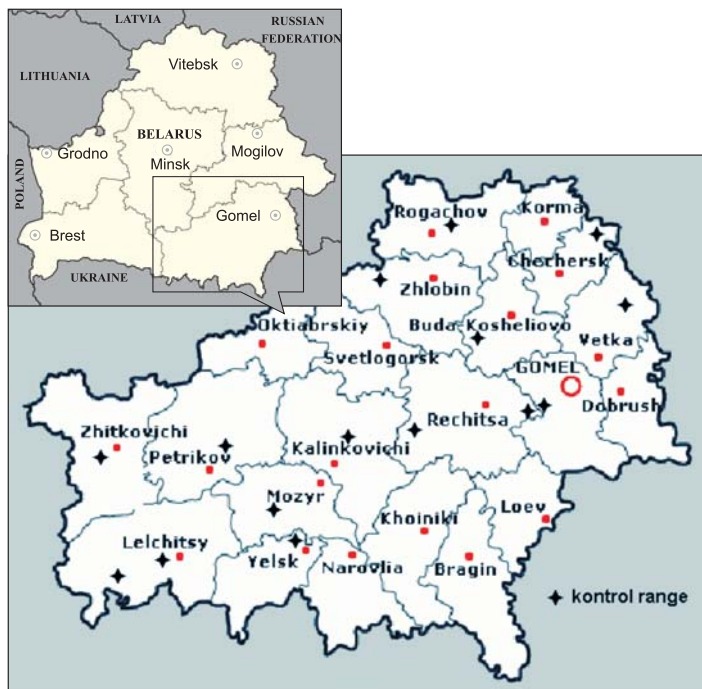 LATVIA
RUSSIAN
FEDERATION
Vitebsk
LITHUANIA
BELARUS
Grodno
Minsk
Mogilov
POLAND
Gomel
Brest
UKRAINE
Rogachov
Korma
Chechersk
Zhlobin
Oktiabrskiy
Buda-Kosheliovo
Svetlogorsk
Vetka
GOMEL
Dobrush
Rechitsa
Zhitkovichi
Petrikov
Kalinkovichi
Mozyr
Khoiniki
Loev
Lelchitsy
Yelsk
Narovlia
Bragin
kontrol range